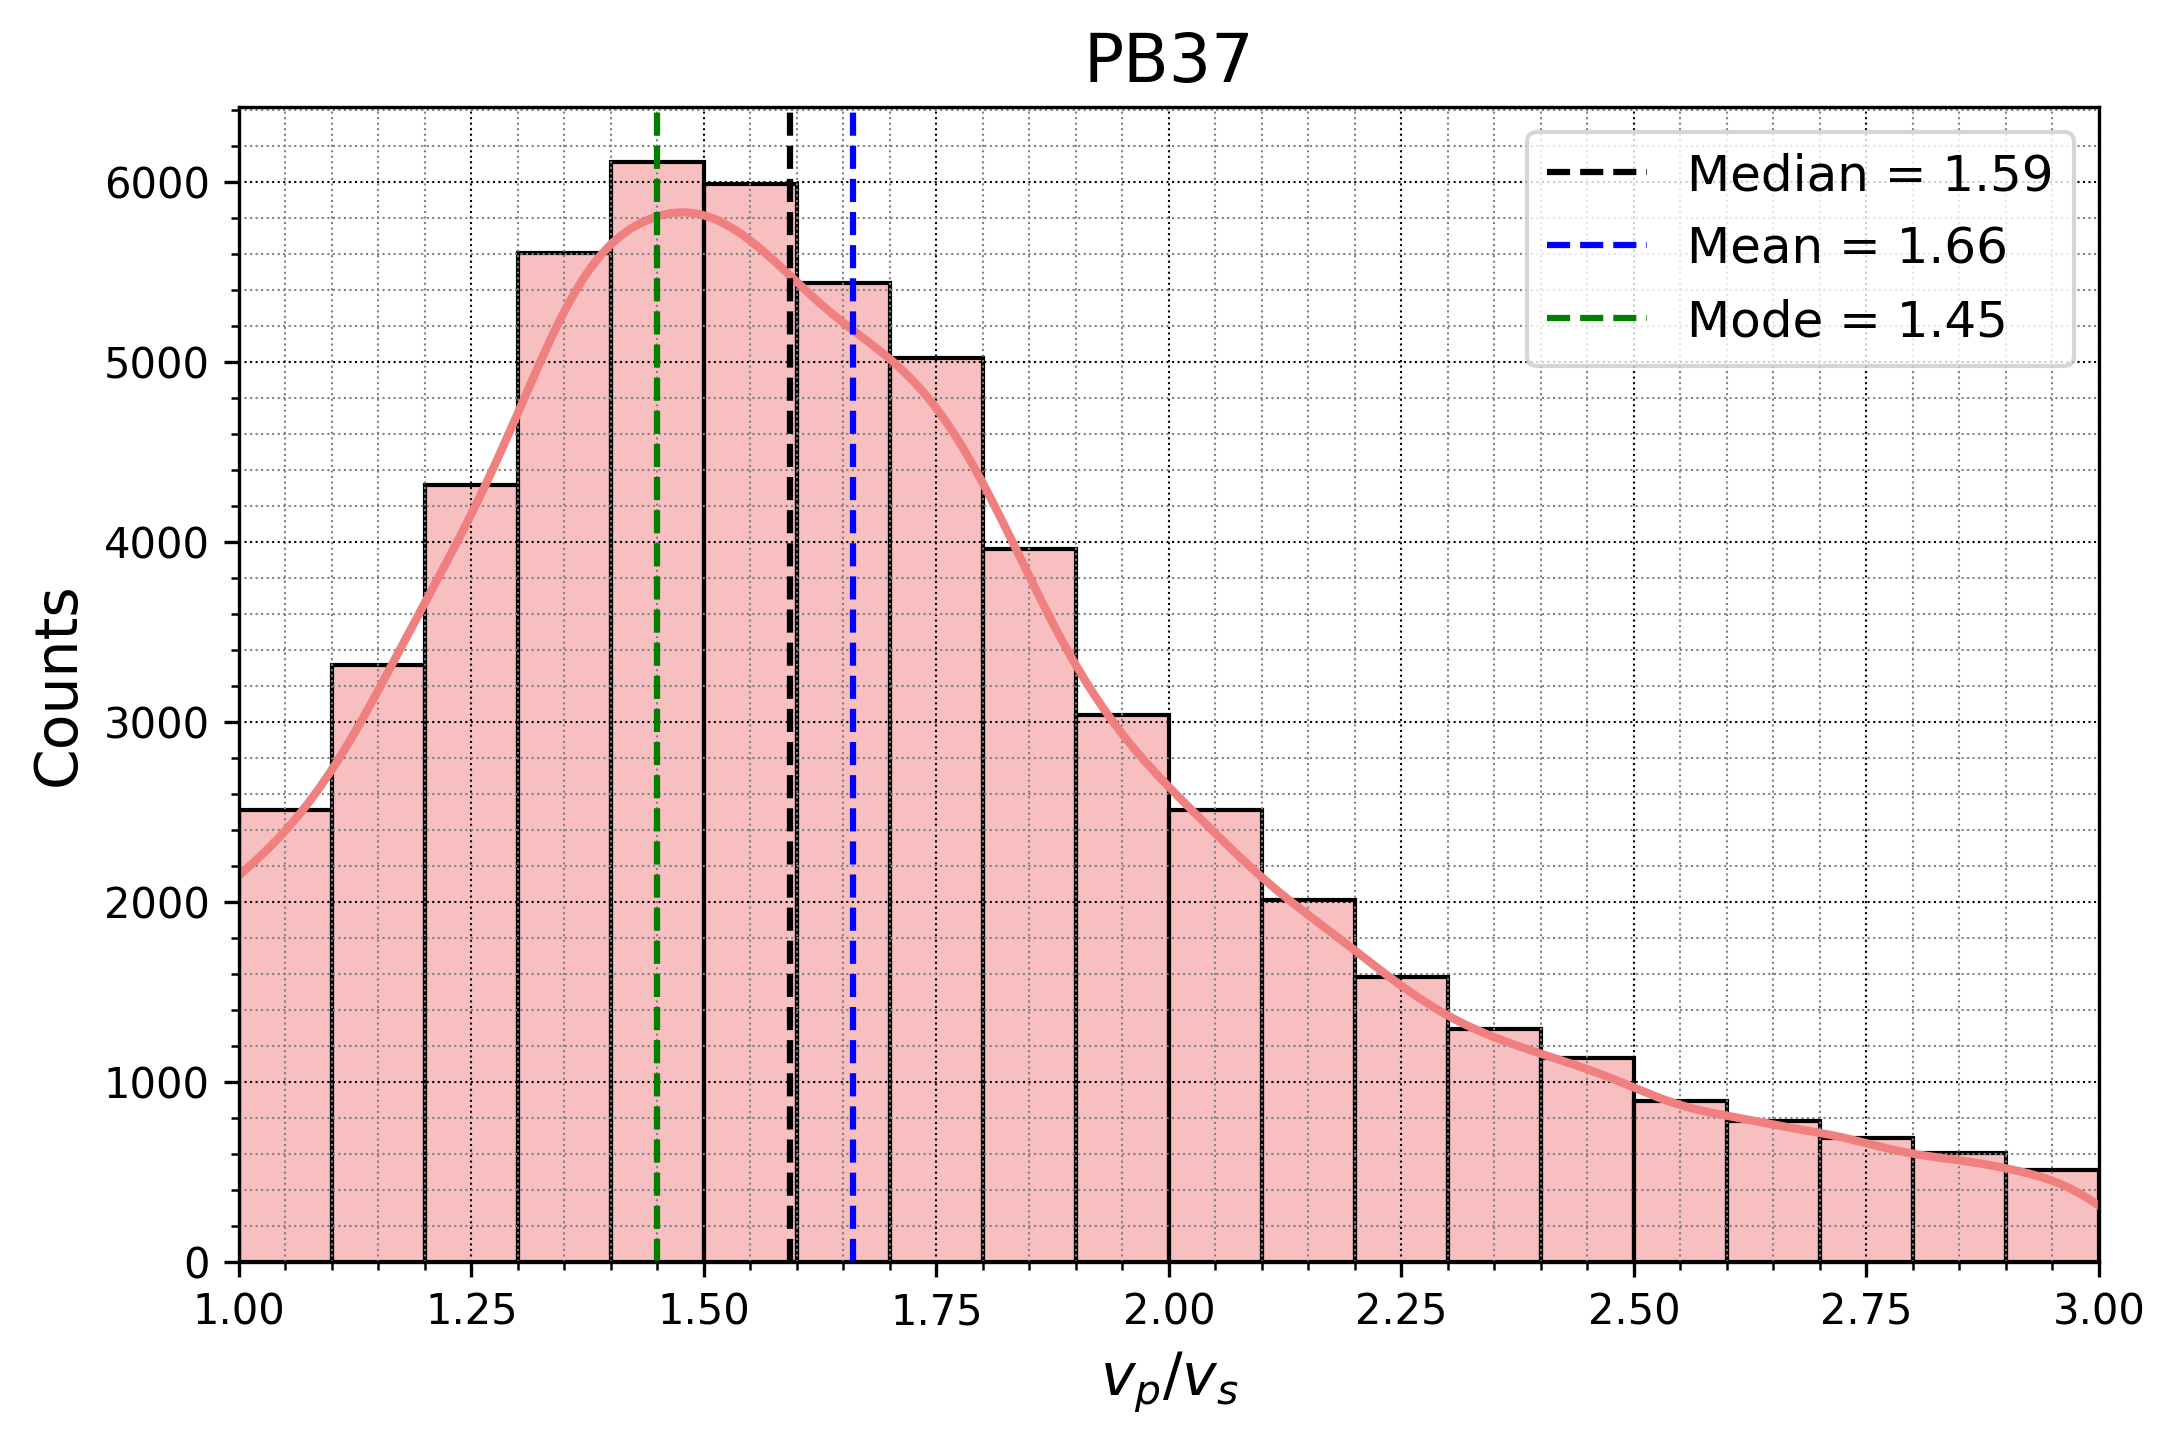 PB37
Median = 1.59
Mean = 1.66
Mode = 1.45
6000
5000
4000
3000
2000
1000
0
Counts
1.00 1.25 1.50 1.75 2.00 2.25 2.50 2.75 3.00
v_p/v_s